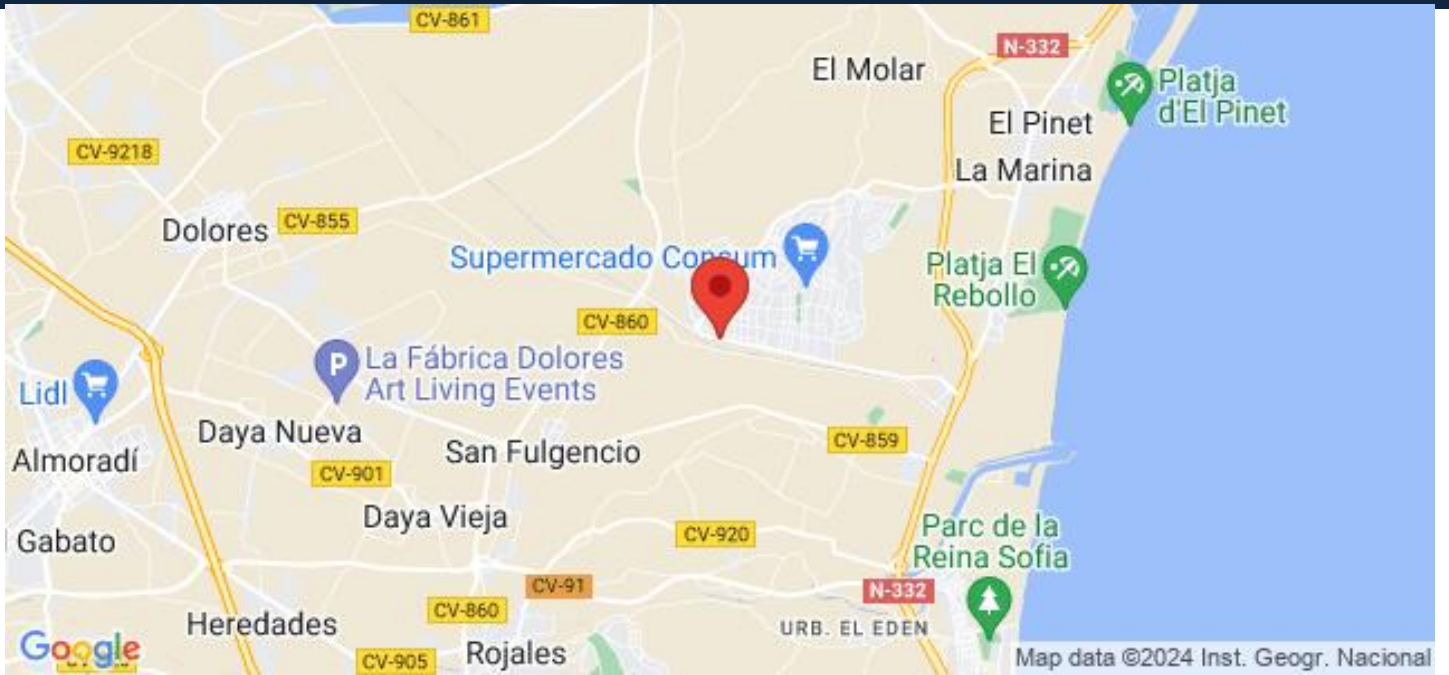 CV-861
N-332
El Molar
Platja
d'El Pinet
El Pinet
CV-9218
La Marina
Dolores
CV-855
Supermercado Consum
Platja El
Rebollo
CV-860
La Fábrica Dolores
Art Living Events
Lidl
Daya Nueva
San Fulgencio
CV-859
Almoradí
CV-901
Daya Vieja
CV-920
Parc de la
Reina Sofia
Gabato
CV-91
N-332
CV-860
Heredades
URB. EL EDEN
Google
CV-905
Rojales
Map data ©2024 Inst. Geogr. Nacional
P